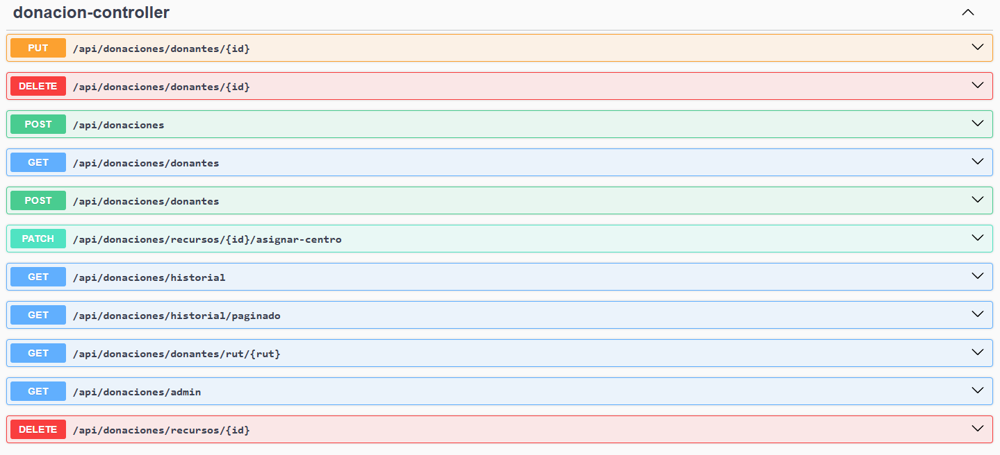 donacion-controller
PUT /api/donaciones/donantes/{id}
DELETE /api/donaciones/donantes/{id}
POST /api/donaciones
GET /api/donaciones/donantes
POST /api/donaciones/donantes
PATCH /api/donaciones/recursos/{id}/asignar-centro
GET /api/donaciones/historial
GET /api/donaciones/historial/paginado
GET /api/donaciones/donantes/rut/{rut}
GET /api/donaciones/admin
DELETE /api/donaciones/recursos/{id}